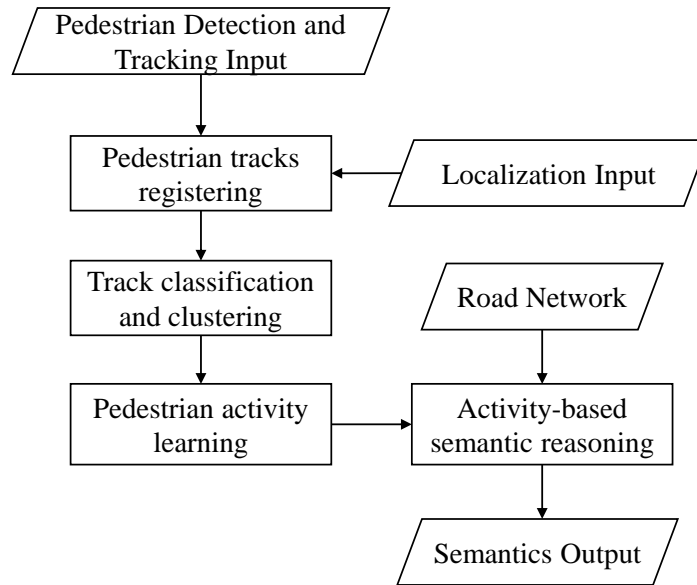 Pedestrian Detection and
Tracking Input
Pedestrian tracks
registering
Localization Input
Track classification
and clustering
Road Network
Pedestrian activity
learning
Activity-based
semantic reasoning
Semantics Output